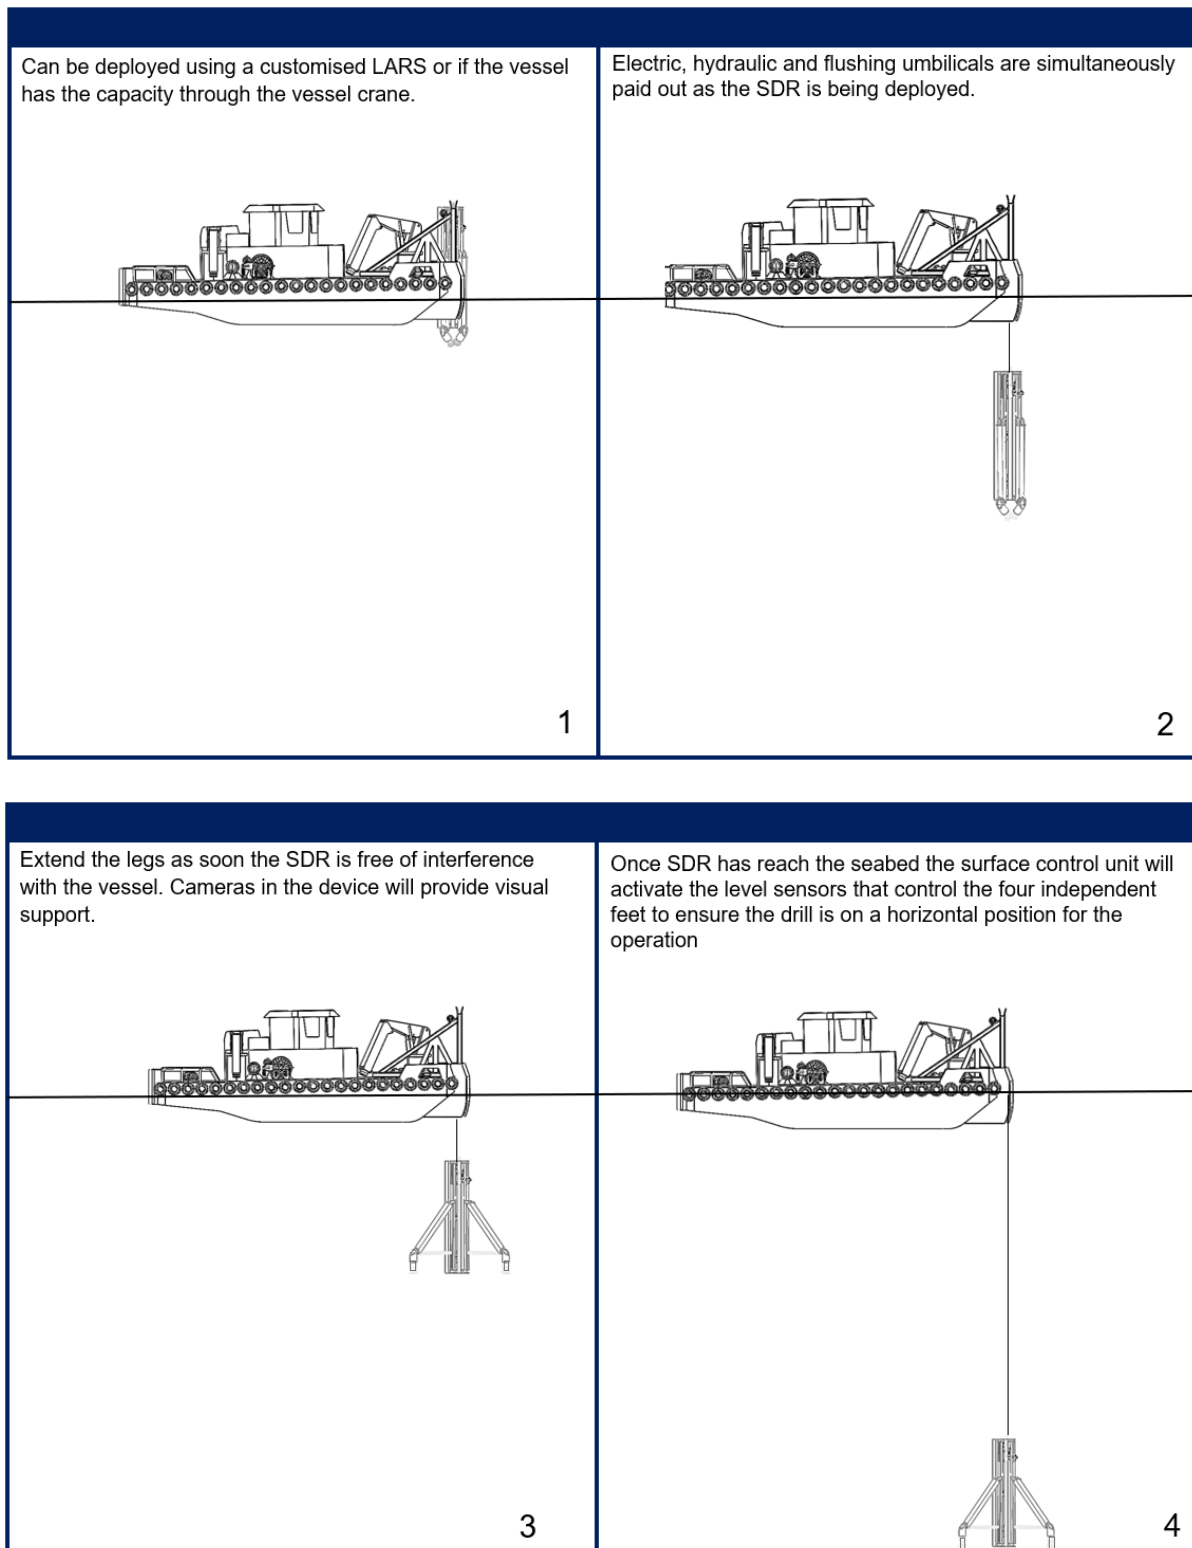 Can be deployed using a customised LARS or if the vessel
has the capacity through the vessel crane.
1
Electric, hydraulic and flushing umbilicals are simultaneously
paid out as the SDR is being deployed.
2
Extend the legs as soon the SDR is free of interference
with the vessel. Cameras in the device will provide visual
support.
3
Once SDR has reach the seabed the surface control unit will
activate the level sensors that control the four independent
feet to ensure the drill is on a horizontal position for the
operation
4